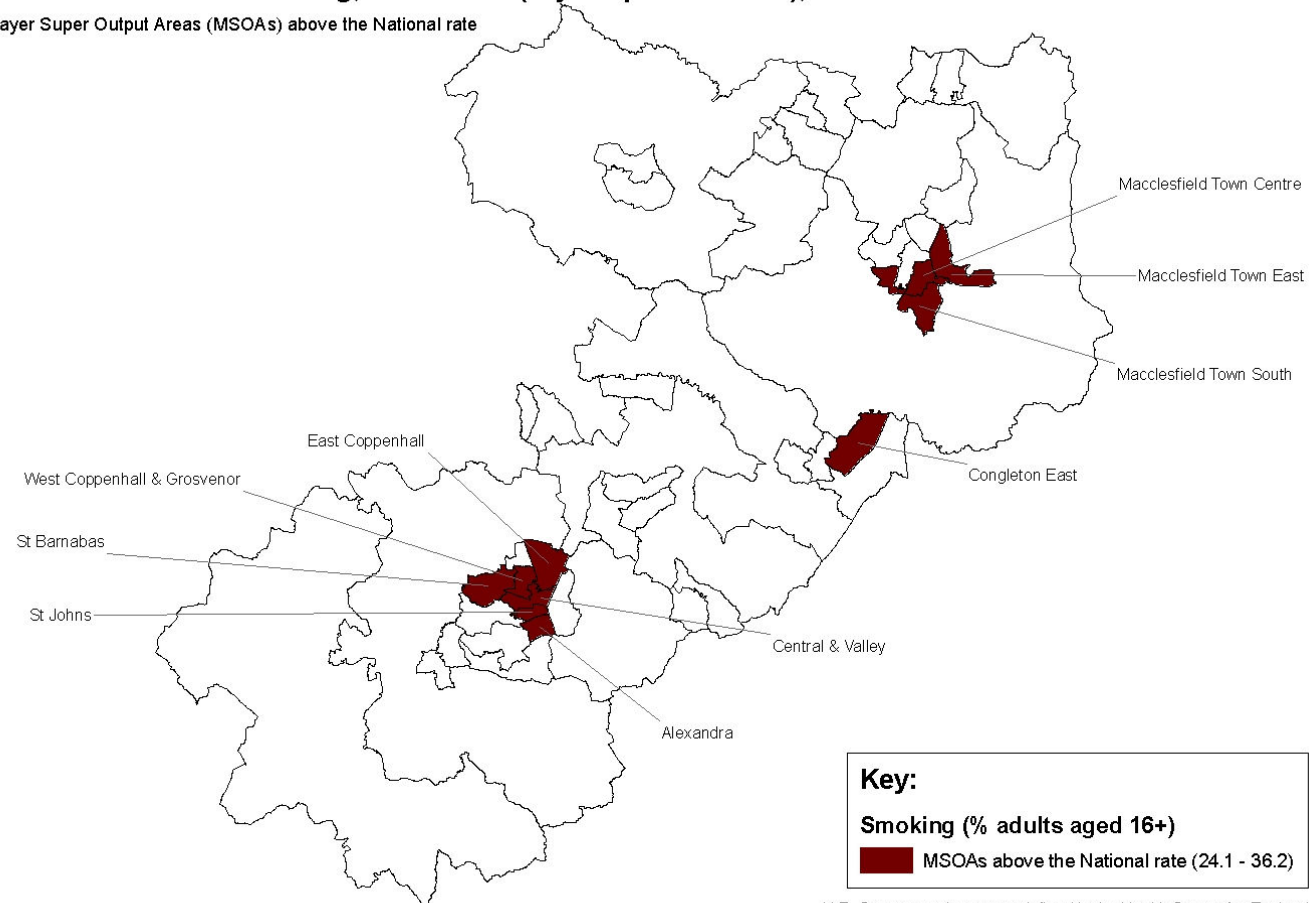 ayer Super Output Areas (MSOAs) above the National rate
Macclesfield Town Centre
Macclesfield Town East
Macclesfield Town South
East Coppenhall
West Coppenhall & Grosvenor
Congleton East
St Barnabas
St Johns
Central & Valley
Alexandra
Key:
Smoking (% adults aged 16+)
MSOAs above the National rate (24.1 - 36.2)